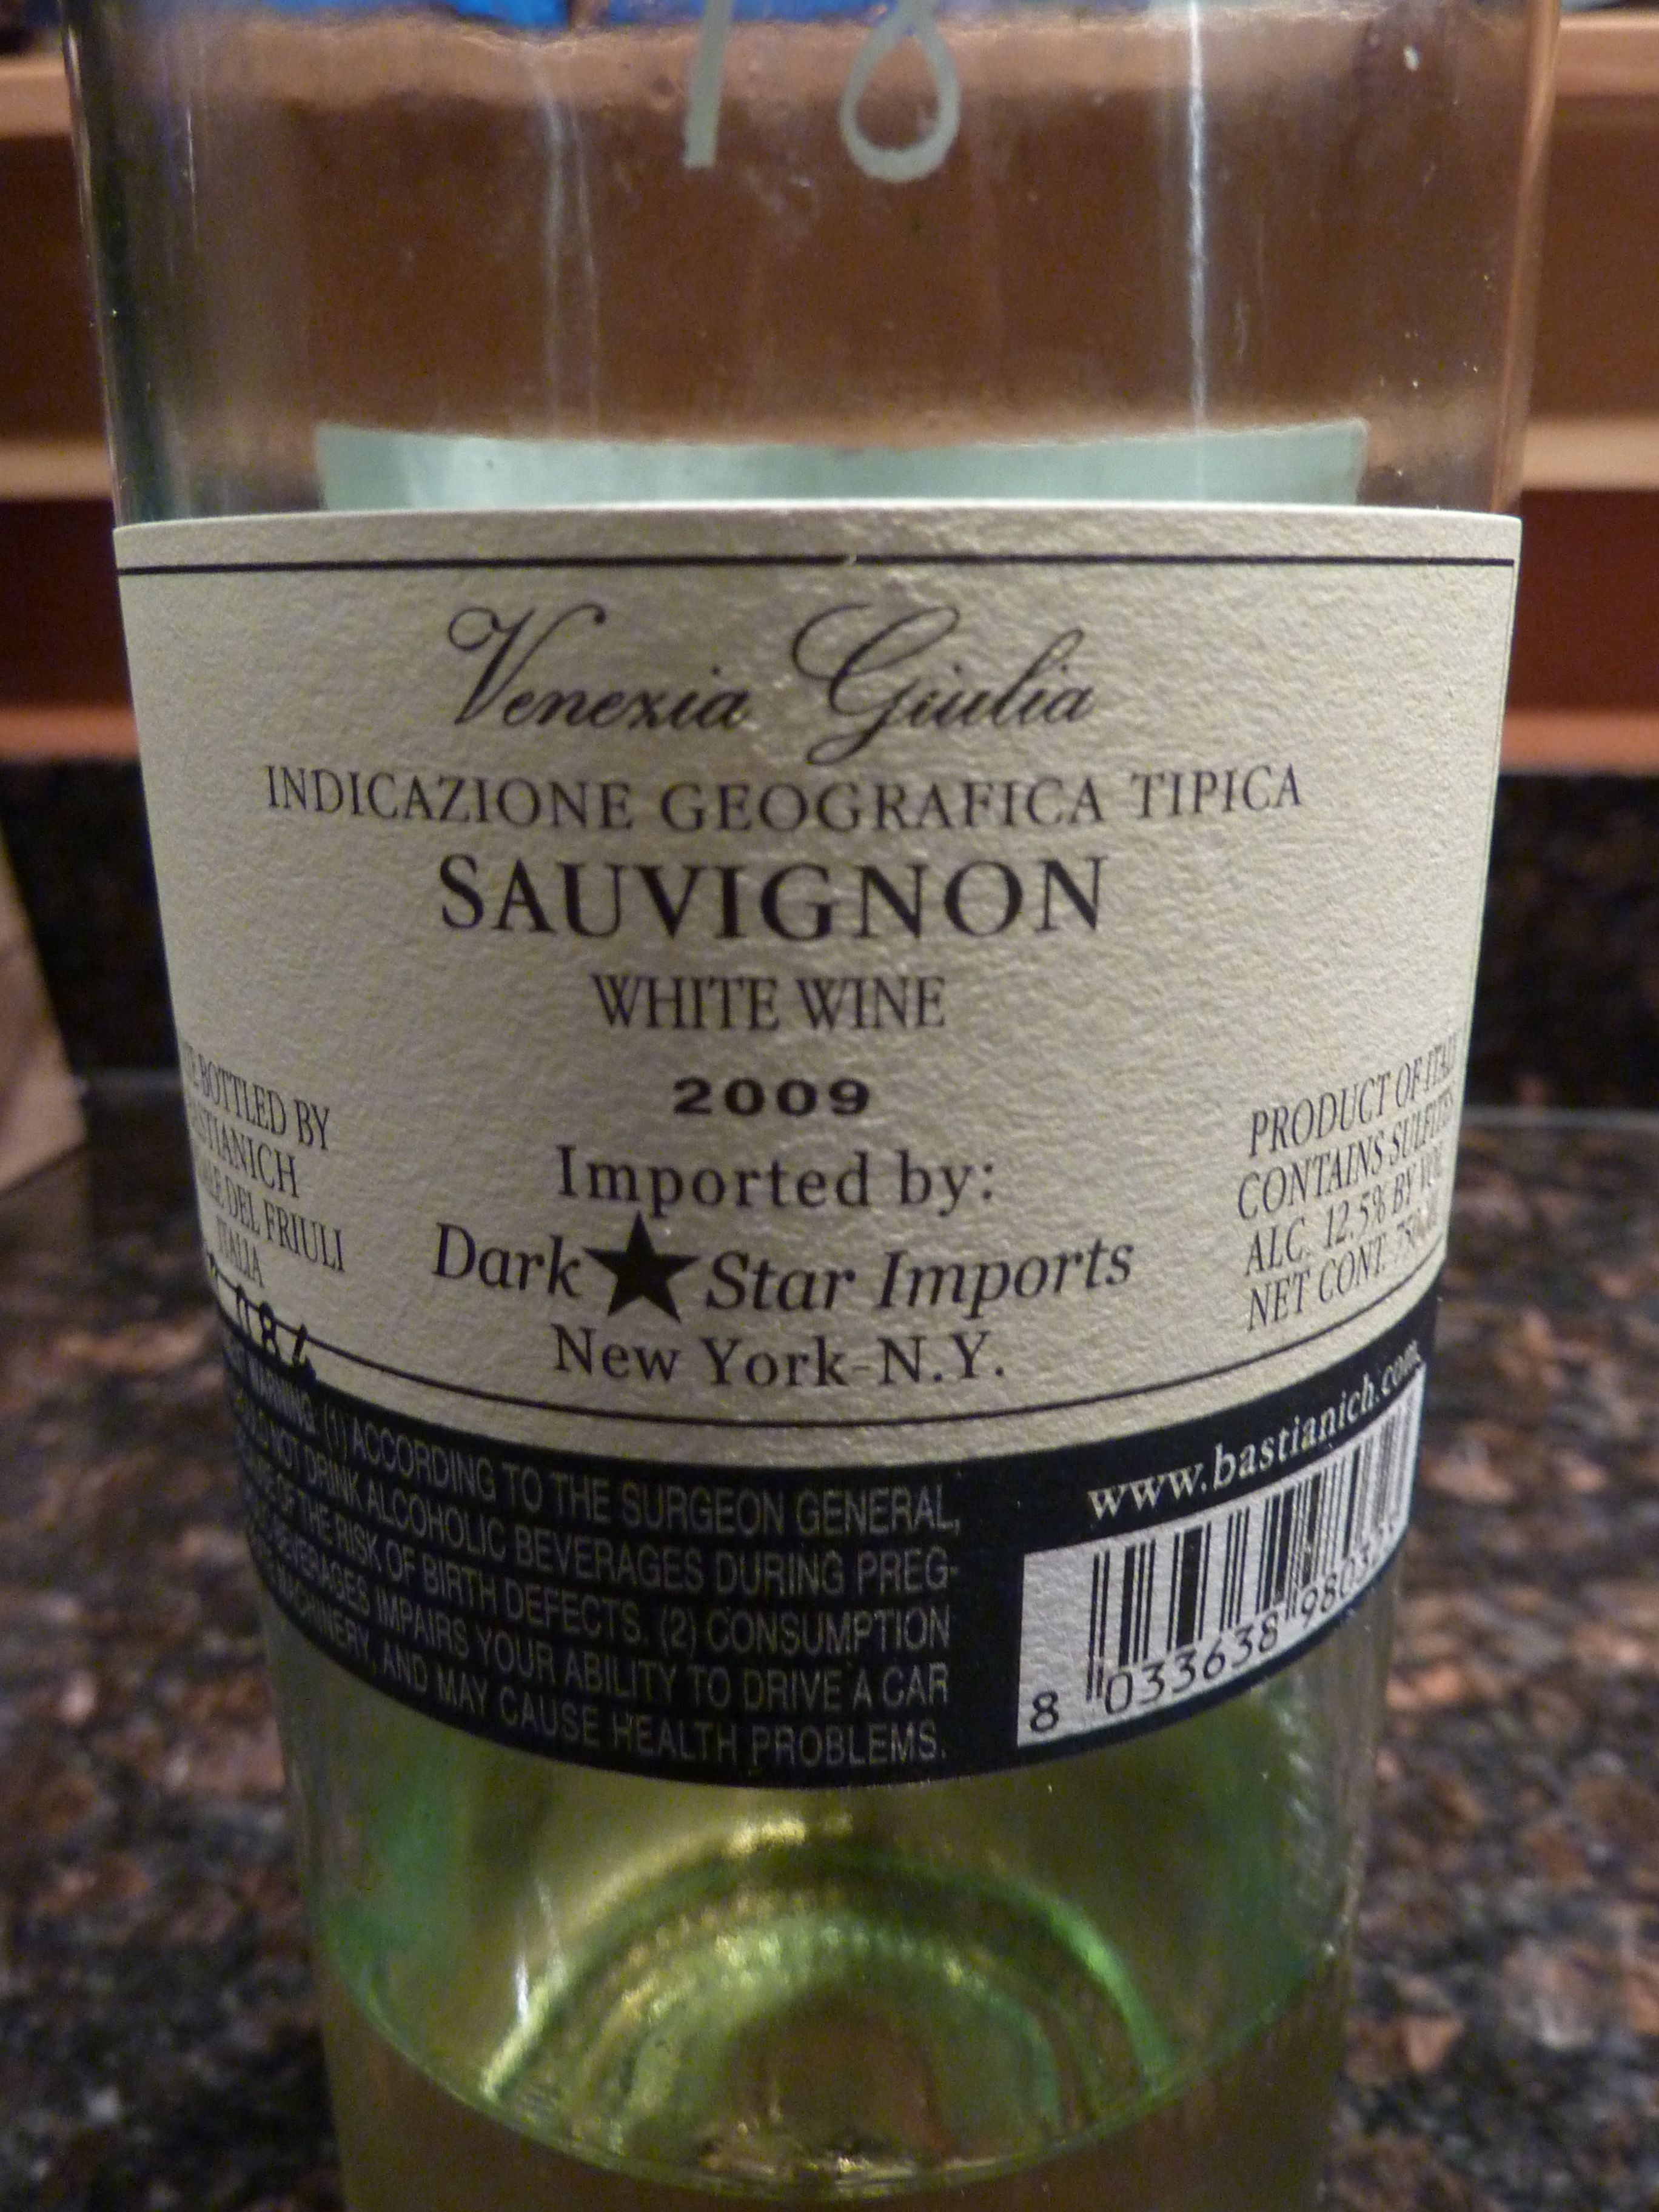 Venezia Giulia
INDICAZIONE GEOGRAFICA TIPICA
SAUVIGNON
WHITE WINE
2009
Imported by:
Dark Star Imports
New York-N.Y.
BOTTLED BY
DEL FRIULI
ITALIA
PRODUCT OF ITALY
CONTAINS SULFITES
ALC. 12,5% BY VOL
NET CONT. 750
WARNING: (1) ACCORDING TO THE SURGEON GENERAL,
NOT DRINK ALCOHOLIC BEVERAGES DURING PREG-
OF THE RISK OF BIRTH DEFECTS. (2) CONSUMPTION
BEVERAGES IMPAIRS YOUR ABILITY TO DRIVE A CAR
MACHINERY, AND MAY CAUSE HEALTH PROBLEMS.
www.bastianich.com
8 033638